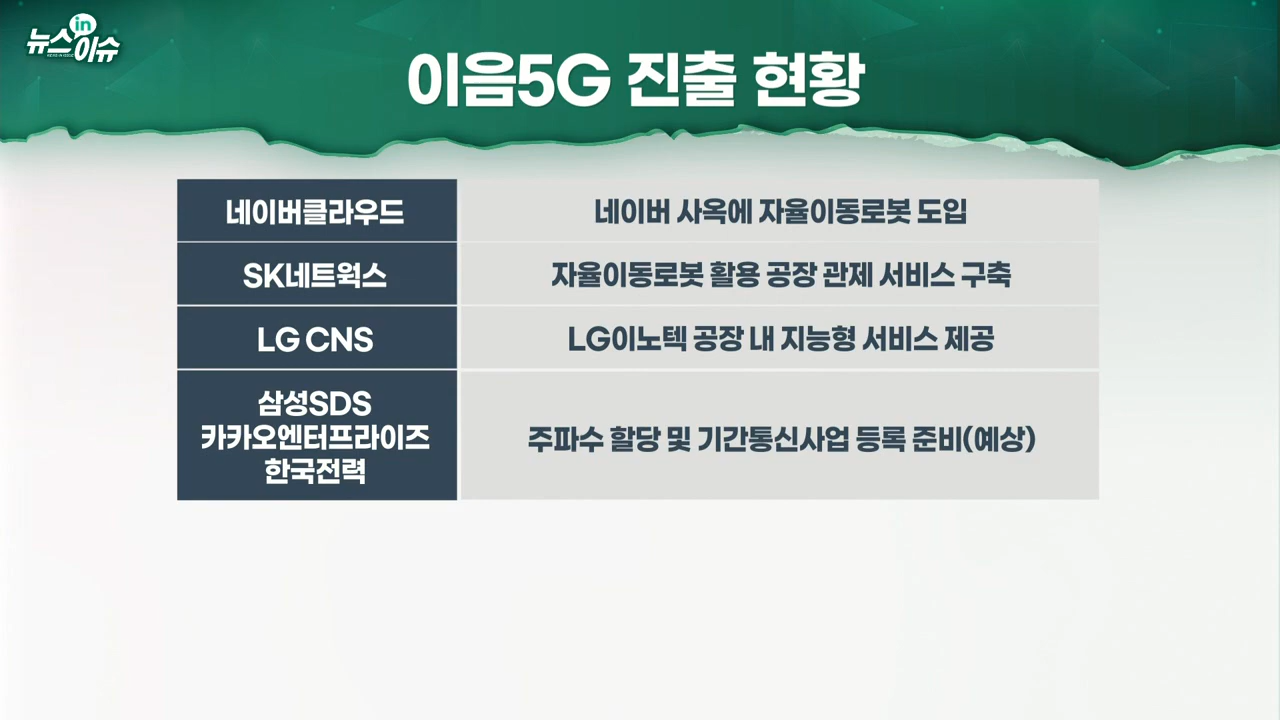 뉴스in이슈
이음5G 진출 현황
네이버클라우드
네이버 사옥에 자율이동로봇 도입
SK네트웍스
자율이동로봇 활용 공장 관제 서비스 구축
LG CNS
LG이노텍 공장 내 지능형 서비스 제공
삼성SDS
카카오엔터프라이즈
한국전력
주파수 할당 및 기간통신사업 등록 준비(예상)